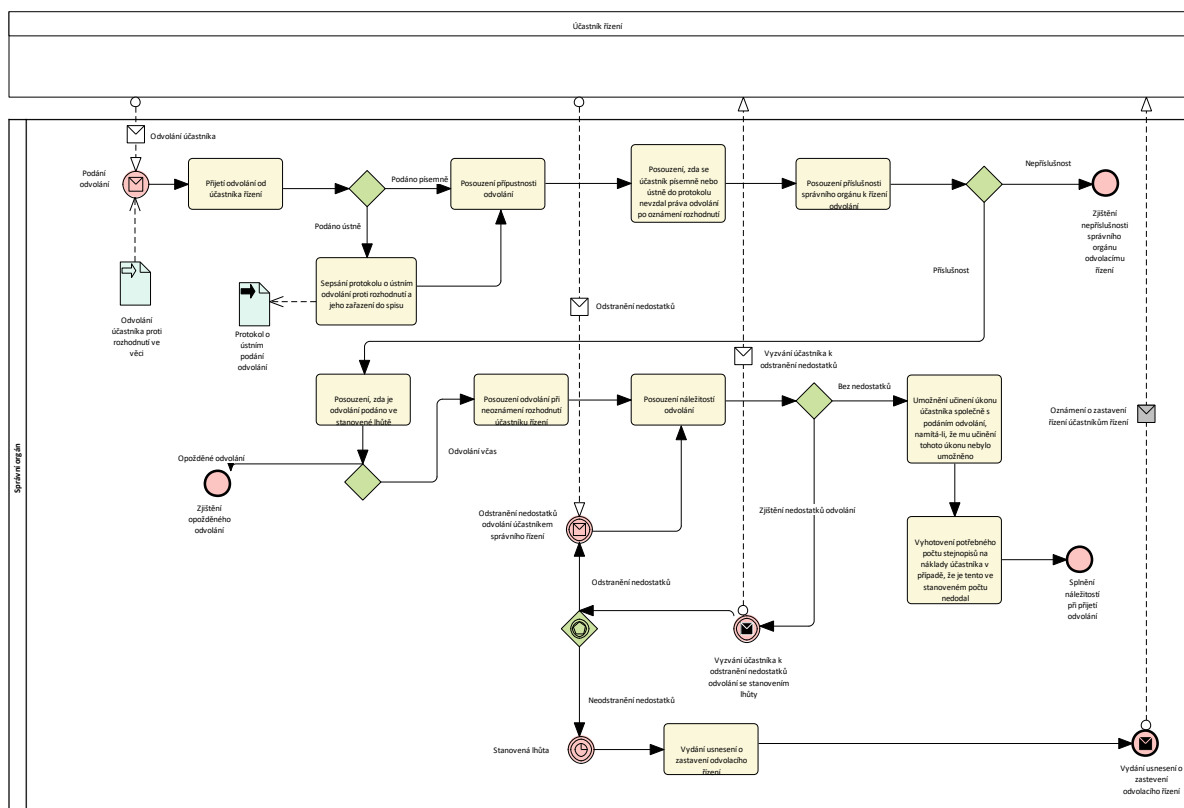 Účastník řízení
Správní orgán
Odvolání účastníka
Podání
odvolání
Přijetí odvolání od
účastníka řízení
Podáno písemně
Podáno ústně
Posouzení přípustnosti
odvolání
Posouzení, zda se
účastník písemně nebo
ústně do protokolu
nevzdal práva odvolání
po oznámení rozhodnutí
Posouzení příslušnosti
správního orgánu k řízení
odvolání
Nepříslušnost
Zjištění
nepříslušnosti
správního
orgánu
odvolacímu
řízení
Příslušnost
Odvolání
účastníka proti
rozhodnutí ve
věci
Sepsání protokolu o ústním
odvolání proti rozhodnutí a
jeho zařazení do spisu
Protokol o
ústním
podání
odvolání
Odstranění nedostatků
Vyzvání účastníka k
odstranění nedostatků
Posouzení, zda je
odvolání podáno ve
stanovené lhůtě
Posouzení odvolání při
neoznámení rozhodnutí
účastníku řízení
Posouzení náležitostí
odvolání
Bez nedostatků
Umožnění učinení úkonu
účastníka společně s
podáním odvolání,
namítá-li, že mu učinění
tohoto úkonu nebylo
umožněno
Oznámení o zastavení
řízení účastníkům řízení
Opožděné odvolání
Odvolání včas
Zjištění
opožděného
odvolání
Odstranění nedostatků
odvolání účastníkem
správního řízení
Zjištění nedostatků odvolání
Vyhotovení potřebného
počtu stejnopisů na
náklady účastníka v
případě, že je tento ve
stanoveném počtu
nedodal
Splnění
náležitostí
při přijetí
odvolání
Odstranění nedostatků
Vyzvání účastníka k
odstranění nedostatků
odvolání se stanovením
lhůty
Neodstranění nedostatků
Stanovená lhůta
Vydání usnesení o
zastavení odvolacího
řízení
Vydání usnesení o
zastevení
odvolacího řízení